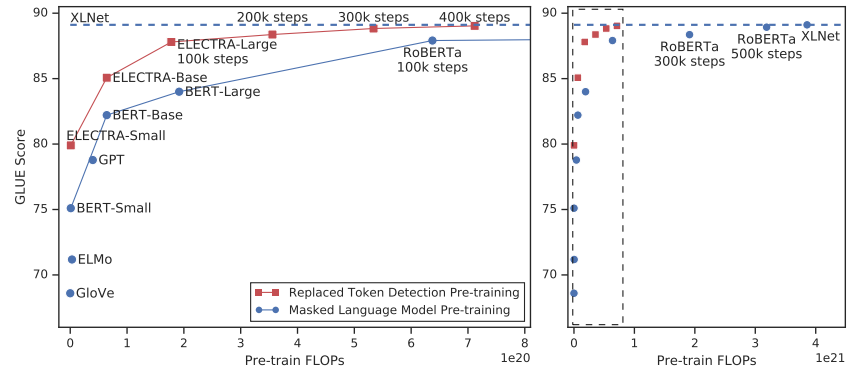 XLNet
200k steps
300k steps
400k steps
ELECTRA-Large
100k steps
RoBERTa
100k steps
ELECTRA-Base
BERT-Large
BERT-Base
ELECTRA-Small
GPT
BERT-Small
ELMo
GloVe
Replaced Token Detection Pre-training
Masked Language Model Pre-training
90
85
80
75
70
GLUE Score
0 1 2 3 4 5 6 7 8
1e20
Pre-train FLOPs
90
85
80
75
70
RoBERTa
300k steps
RoBERTa
500k steps
XLNet
0 1 2 3 4
1e21
Pre-train FLOPs